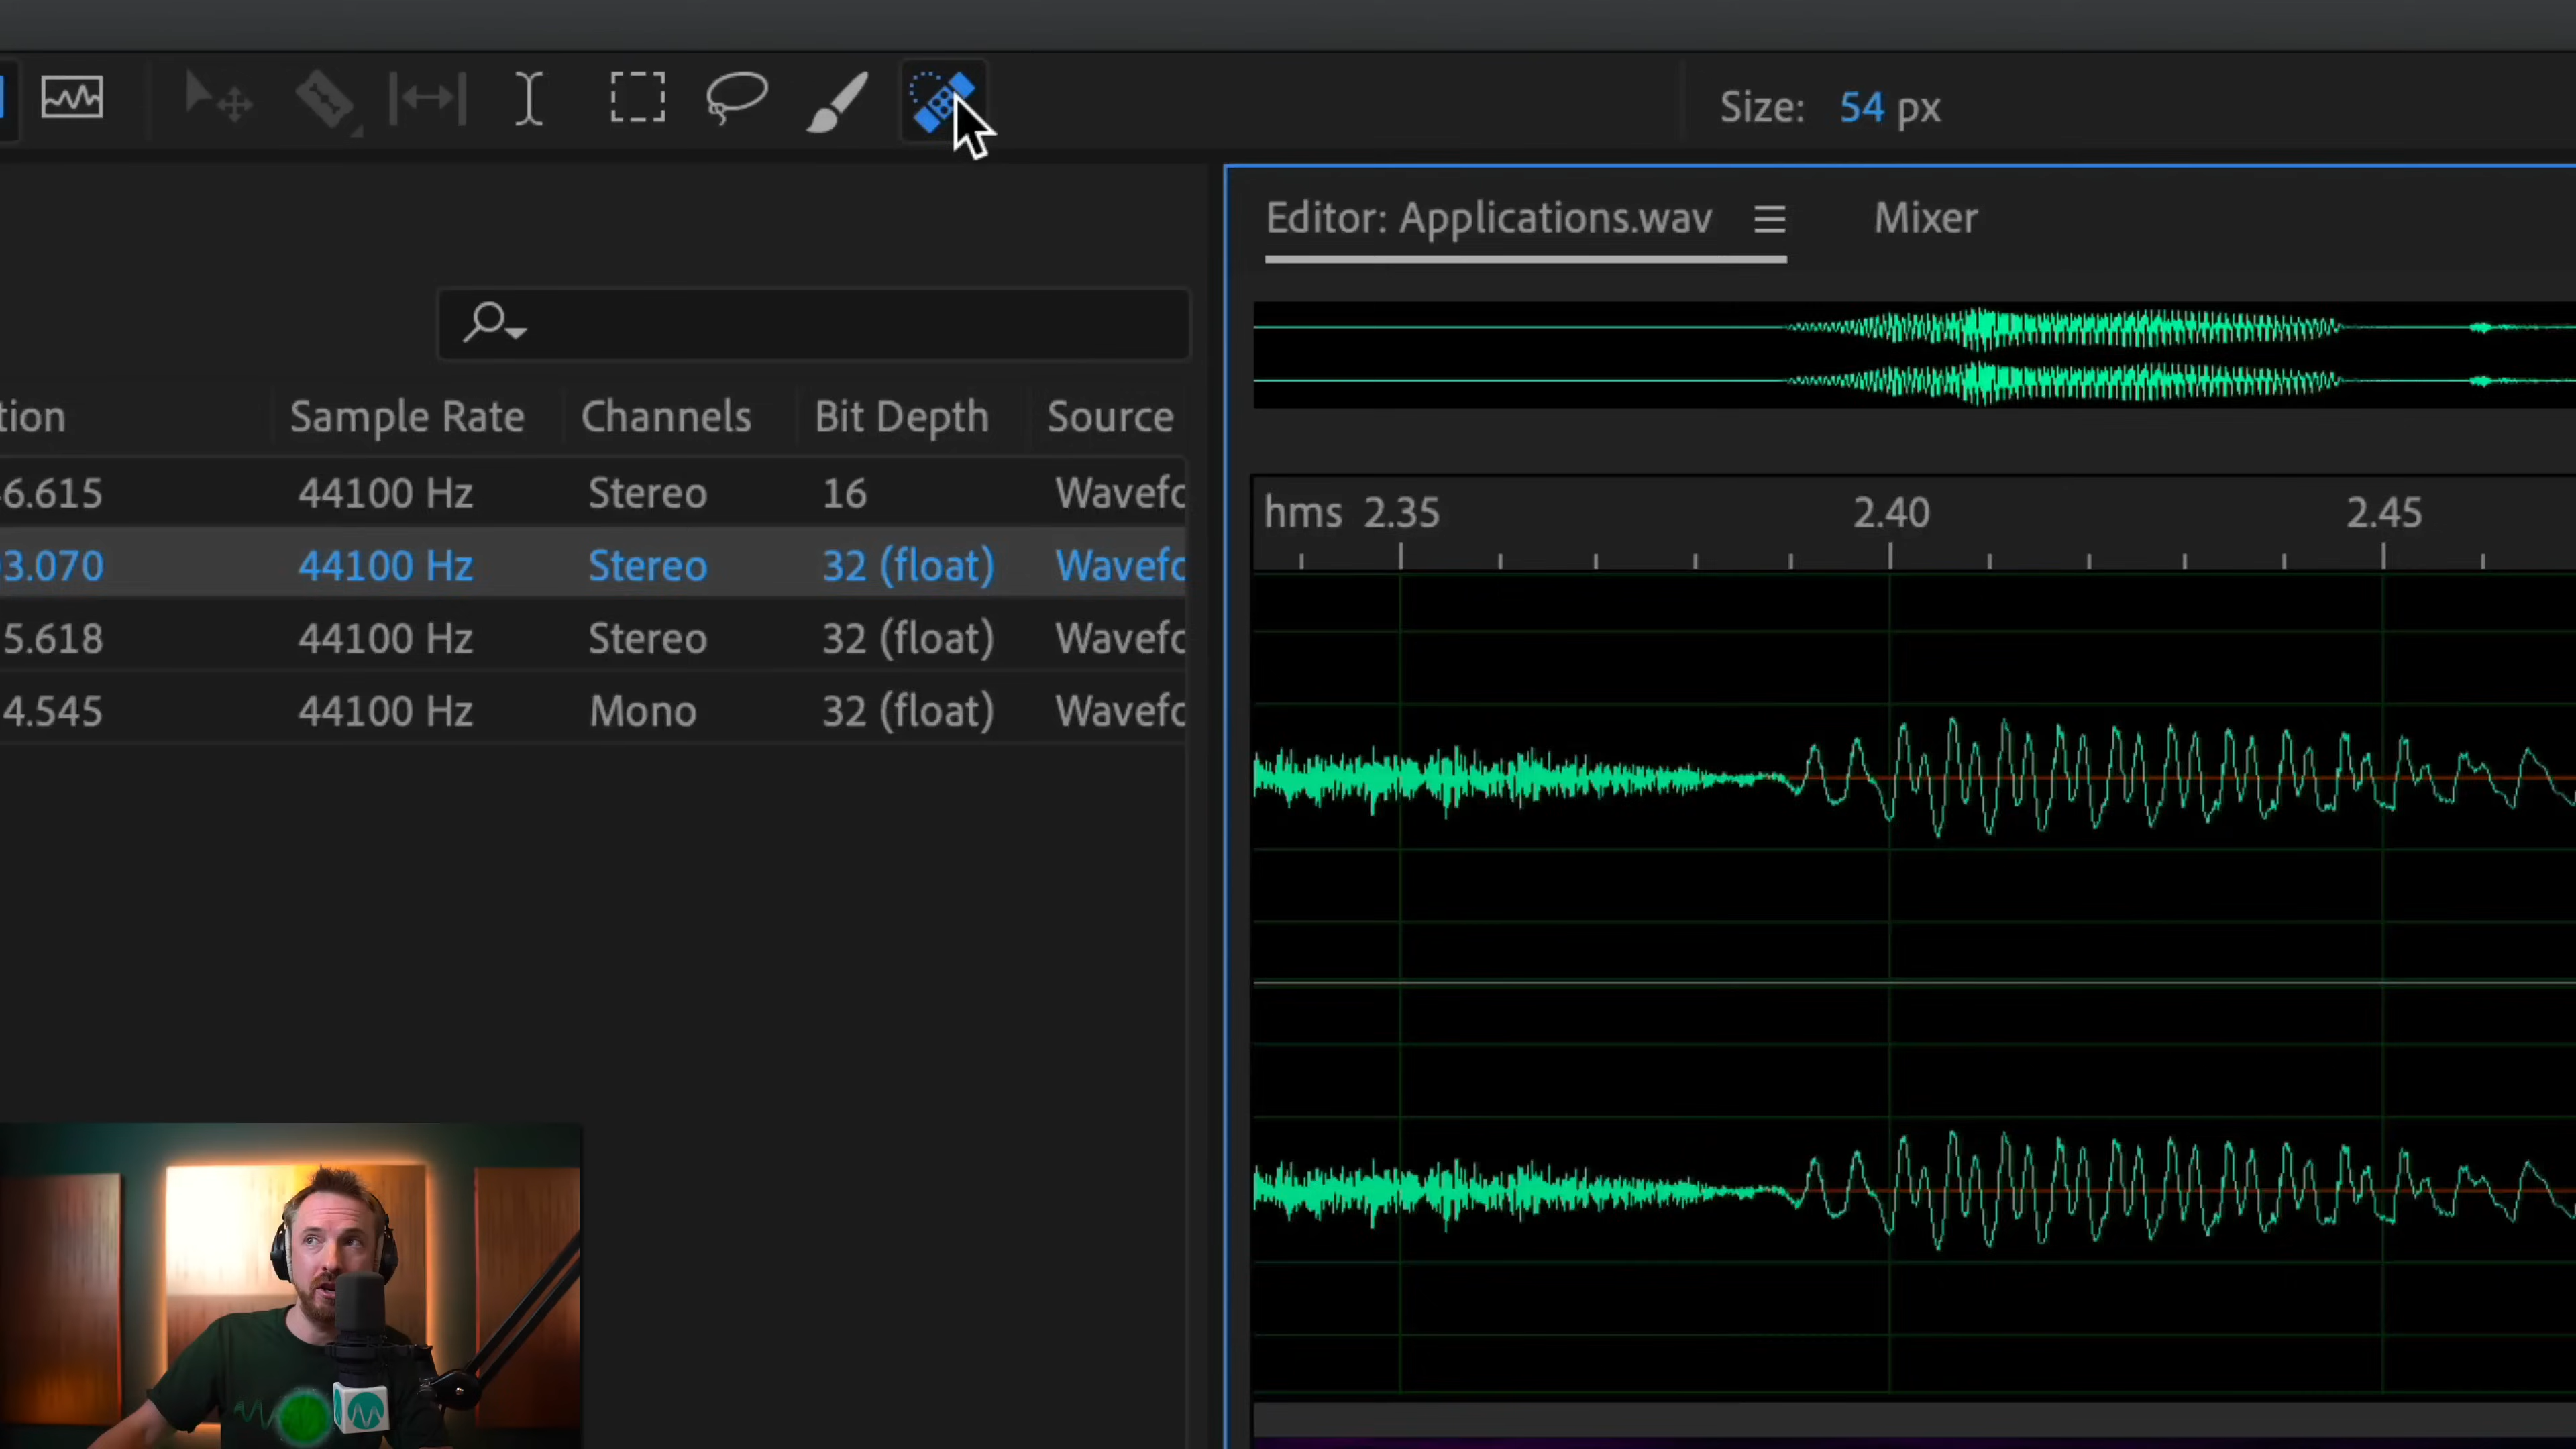 Size: 54 px
Editor: Applications.wav Mixer
tion Sample Rate Channels Bit Depth Source
6.615 44100 Hz Stereo 16 Wavefo
3.070 44100 Hz Stereo 32 (float) Wavefo
5.618 44100 Hz Stereo 32 (float) Wavefo
4.545 44100 Hz Mono 32 (float) Wavefo
hms 2.35 2.40 2.45